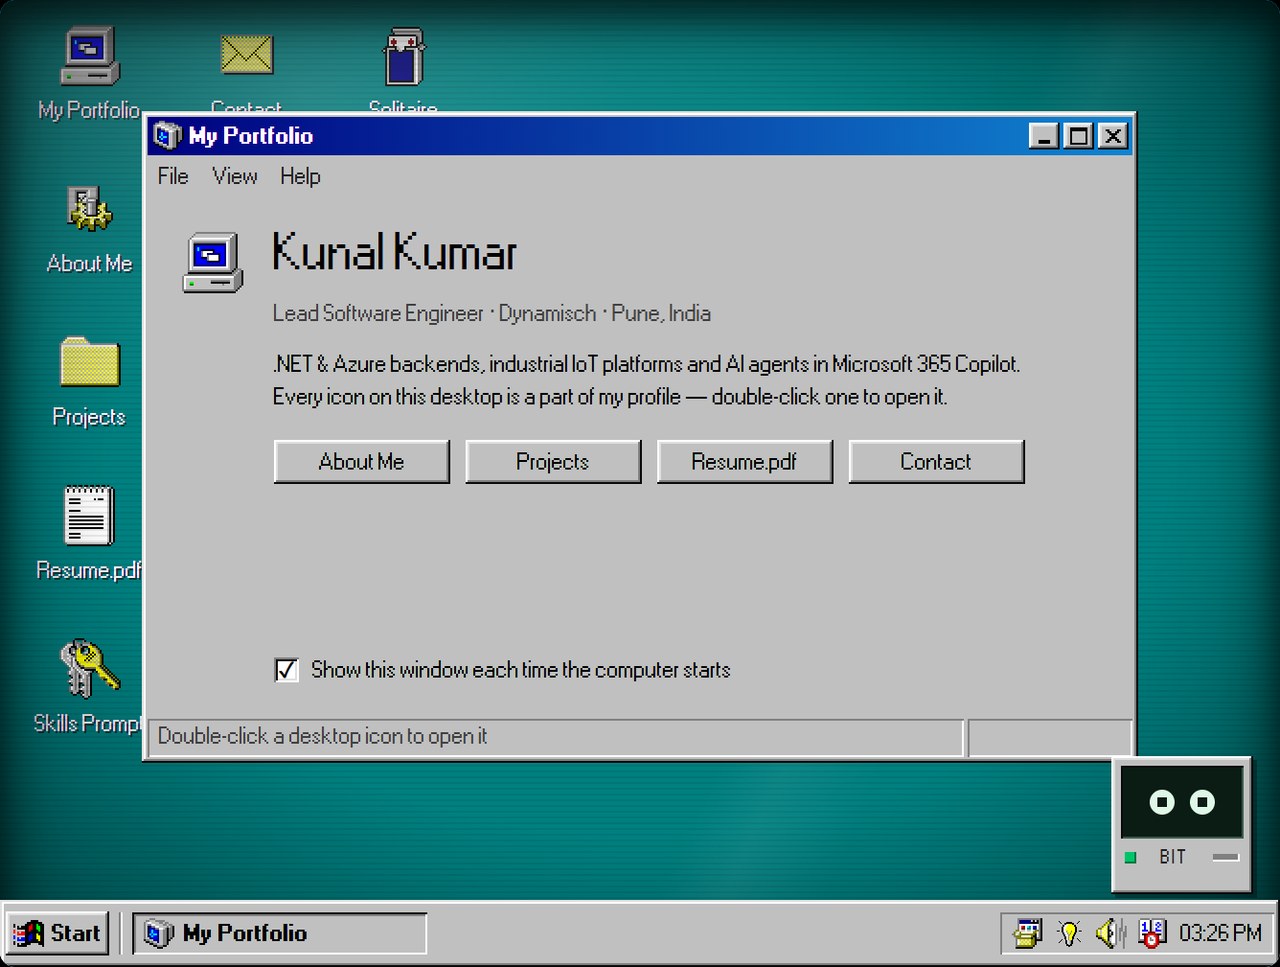 My Portfolio
Contact
Solitaire
My Portfolio
File View Help
About Me
Kunal Kumar
Lead Software Engineer · Dynamisch · Pune, India
.NET & Azure backends, industrial IoT platforms and AI agents in Microsoft 365 Copilot.
Every icon on this desktop is a part of my profile — double-click one to open it.
Projects
About Me Projects Resume.pdf Contact
Resume.pdf
Show this window each time the computer starts
Skills Prompt
Double-click a desktop icon to open it
BIT
Start My Portfolio 03:26 PM